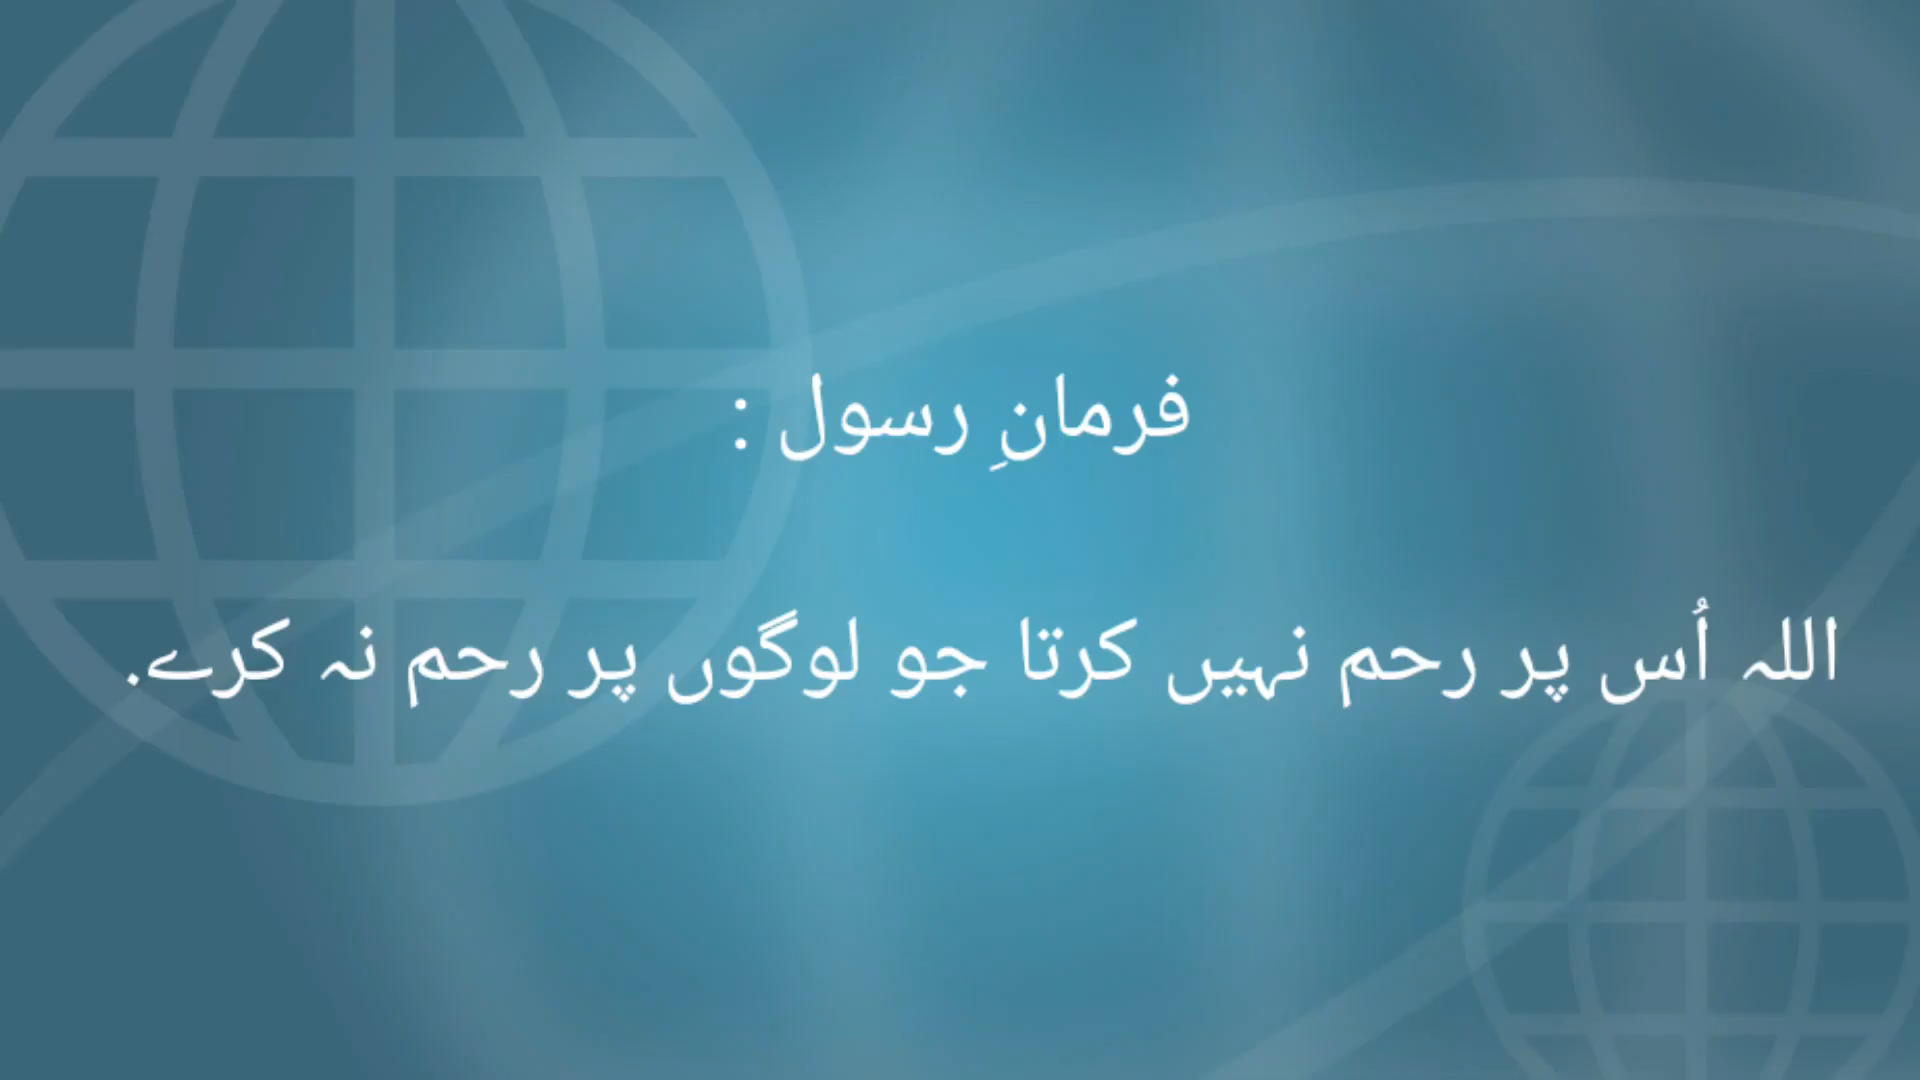 فرمانِ رسول :
اللہ اُس پر رحم نہیں کرتا جو لوگوں پر رحم نہ کرے.